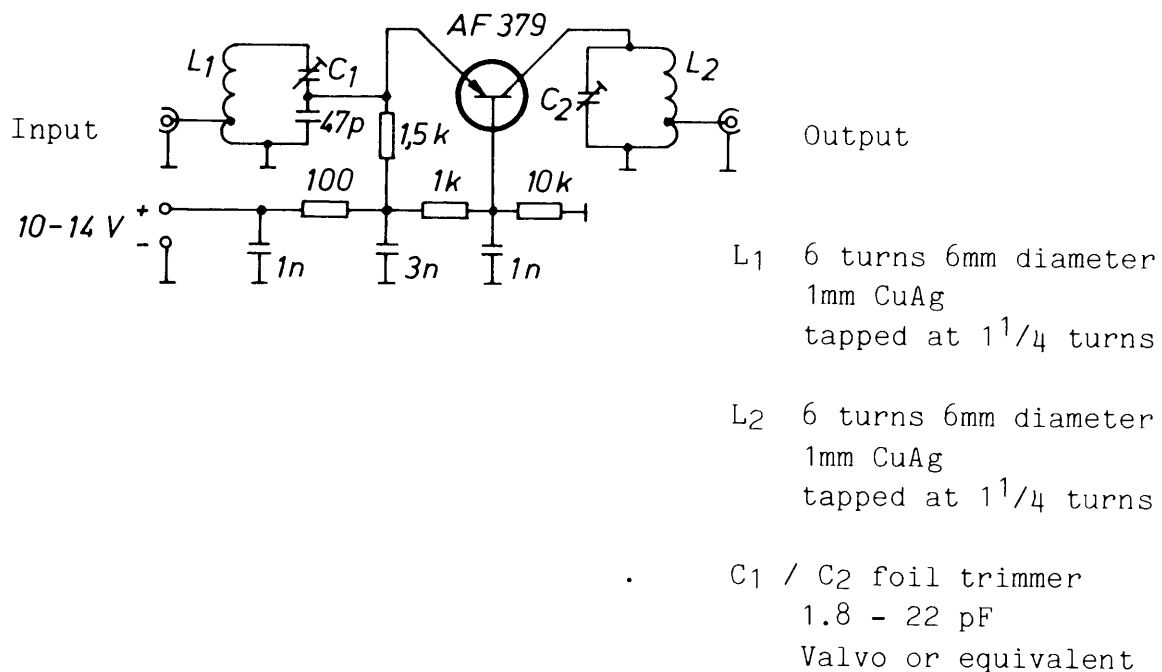 AF 379
L1
C1
C2
L2
Input
47p
1,5k
Output
100
1k
10k
10-14 V
+
-
1n
3n
1n
L1 6 turns 6mm diameter
1mm CuAg
tapped at 1 1/4 turns
L2 6 turns 6mm diameter
1mm CuAg
tapped at 1 1/4 turns
C1 / C2 foil trimmer
1.8 - 22 pF
Valvo or equivalent